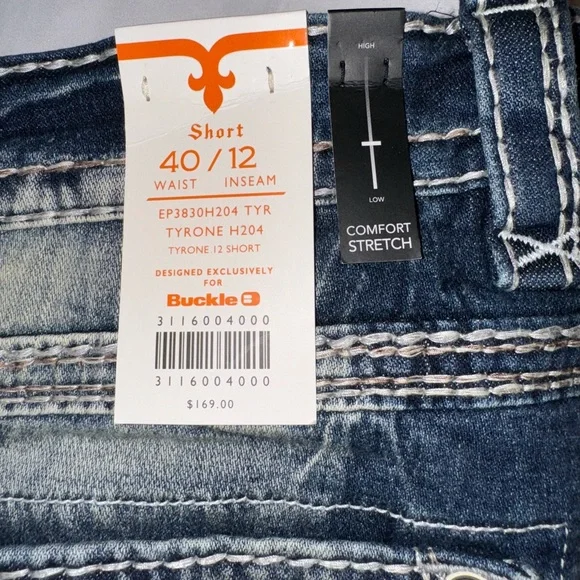 Short
40 / 12
WAIST INSEAM
EP3830H204 TYR
TYRONE H204
TYRONE 12 SHORT
DESIGNED EXCLUSIVELY
FOR
Buckle B
3116004000
3116004000
$169.00
HIGH
LOW
COMFORT
STRETCH